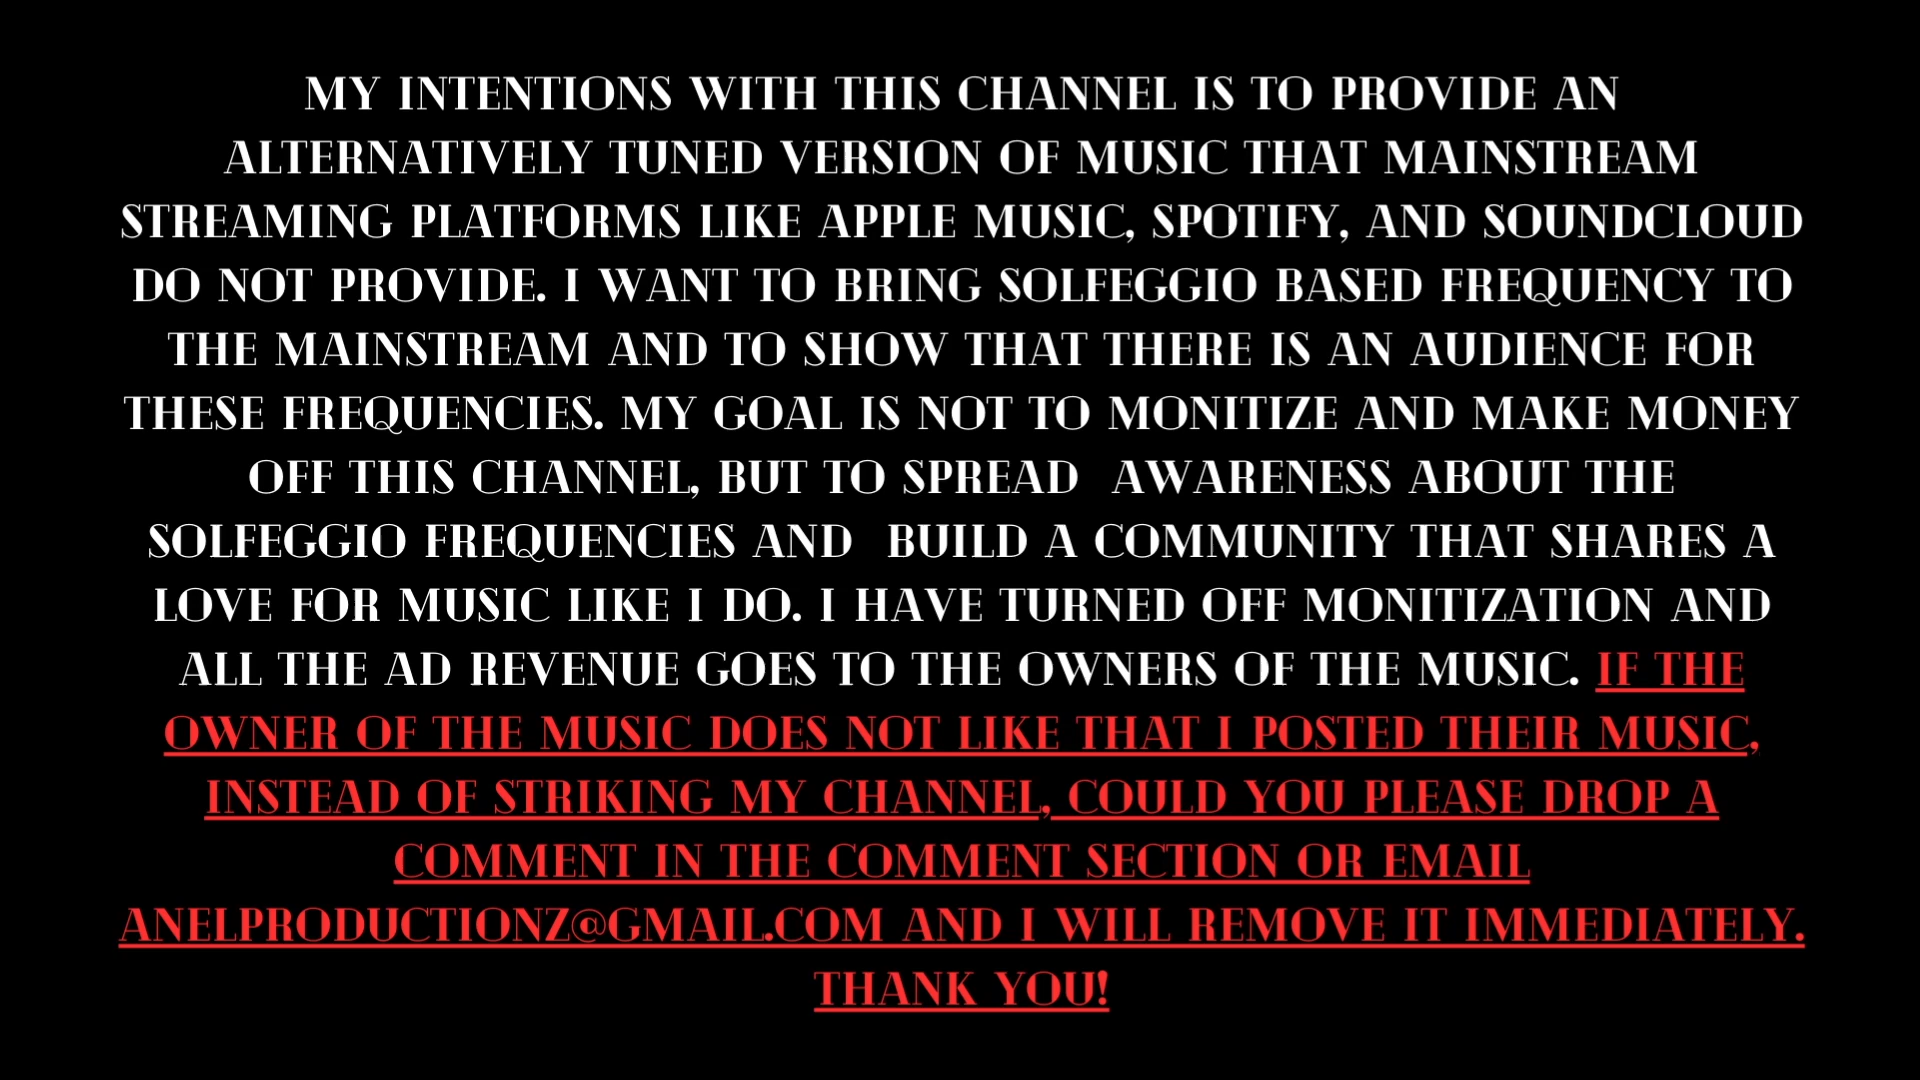 MY INTENTIONS WITH THIS CHANNEL IS TO PROVIDE AN
ALTERNATIVELY TUNED VERSION OF MUSIC THAT MAINSTREAM
STREAMING PLATFORMS LIKE APPLE MUSIC, SPOTIFY, AND SOUNDCLOUD
DO NOT PROVIDE. I WANT TO BRING SOLFEGGIO BASED FREQUENCY TO
THE MAINSTREAM AND TO SHOW THAT THERE IS AN AUDIENCE FOR
THESE FREQUENCIES. MY GOAL IS NOT TO MONITIZE AND MAKE MONEY
OFF THIS CHANNEL, BUT TO SPREAD  AWARENESS ABOUT THE
SOLFEGGIO FREQUENCIES AND  BUILD A COMMUNITY THAT SHARES A
LOVE FOR MUSIC LIKE I DO. I HAVE TURNED OFF MONITIZATION AND
ALL THE AD REVENUE GOES TO THE OWNERS OF THE MUSIC. IF THE
OWNER OF THE MUSIC DOES NOT LIKE THAT I POSTED THEIR MUSIC,
INSTEAD OF STRIKING MY CHANNEL, COULD YOU PLEASE DROP A
COMMENT IN THE COMMENT SECTION OR EMAIL
ANELPRODUCTIONZ@GMAIL.COM AND I WILL REMOVE IT IMMEDIATELY.
THANK YOU!